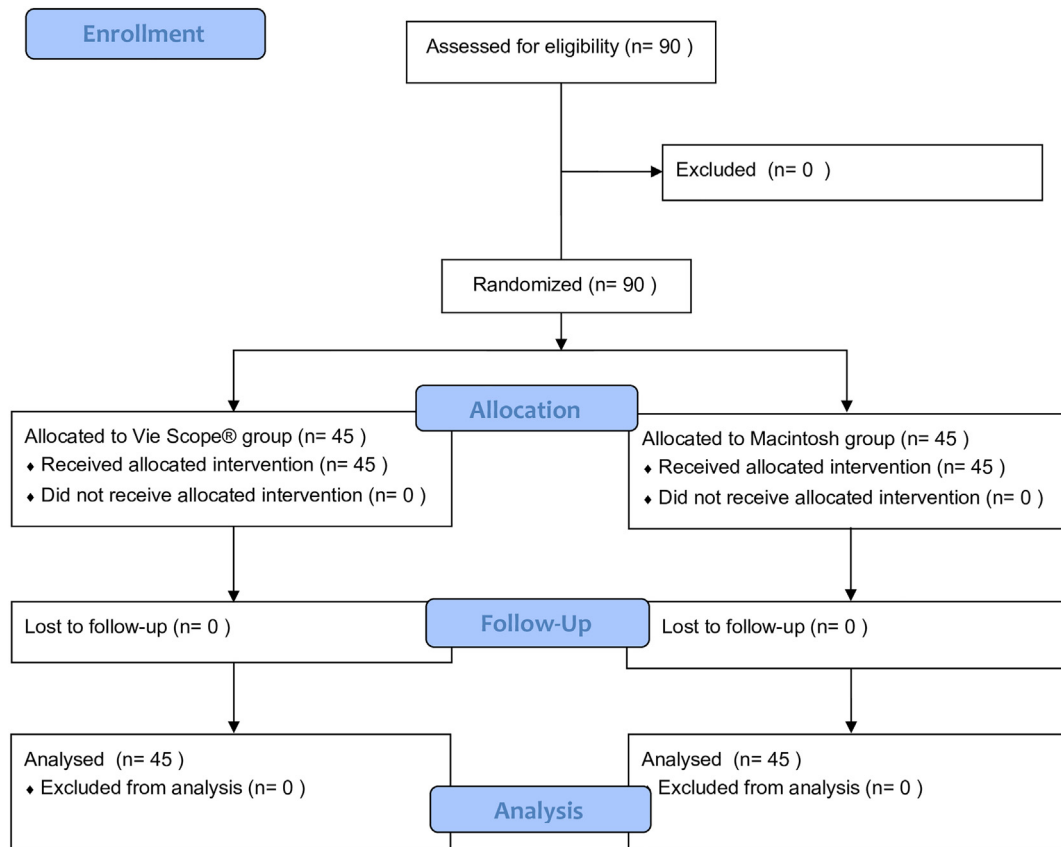 Enrollment
Assessed for eligibility (n= 90 )
Excluded (n= 0 )
Randomized (n= 90 )
Allocation
Allocated to Vie Scope® group (n= 45 )
♦ Received allocated intervention (n= 45 )
♦ Did not receive allocated intervention (n= 0 )
Allocated to Macintosh group (n= 45 )
♦ Received allocated intervention (n= 45 )
♦ Did not receive allocated intervention (n= 0 )
Follow-Up
Lost to follow-up (n= 0 )
Lost to follow-up (n= 0 )
Analysed (n= 45 )
♦ Excluded from analysis (n= 0 )
Analysed (n= 45 )
♦ Excluded from analysis (n= 0 )
Analysis